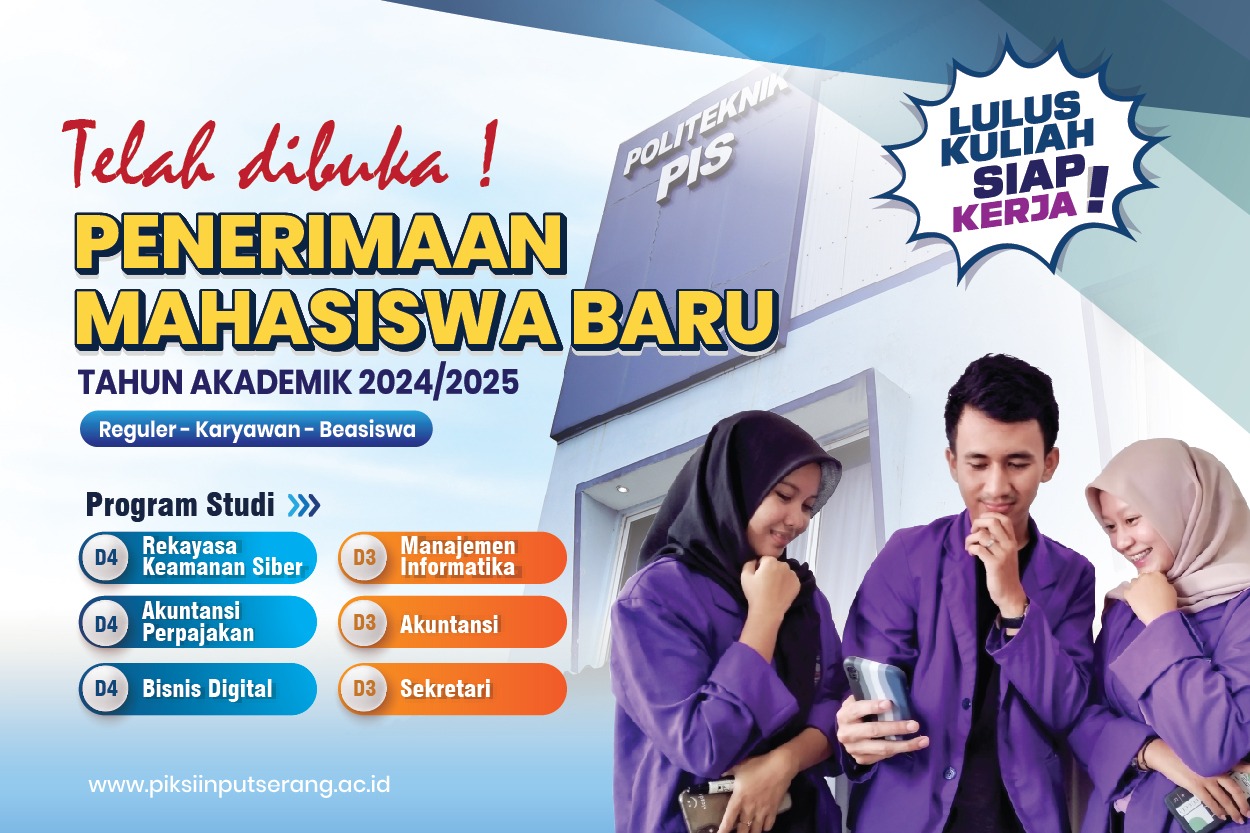 POLITEKNIK
PIS
LULUS
KULIAH
SIAP
KERJA!
Telah dibuka !
PENERIMAAN
MAHASISWA BARU
TAHUN AKADEMIK 2024/2025
Reguler - Karyawan - Beasiswa
Program Studi
D4 Rekayasa
Keamanan Siber
D4 Akuntansi
Perpajakan
D4 Bisnis Digital
D3 Manajemen
Informatika
D3 Akuntansi
D3 Sekretari
www.piksiinputserang.ac.id